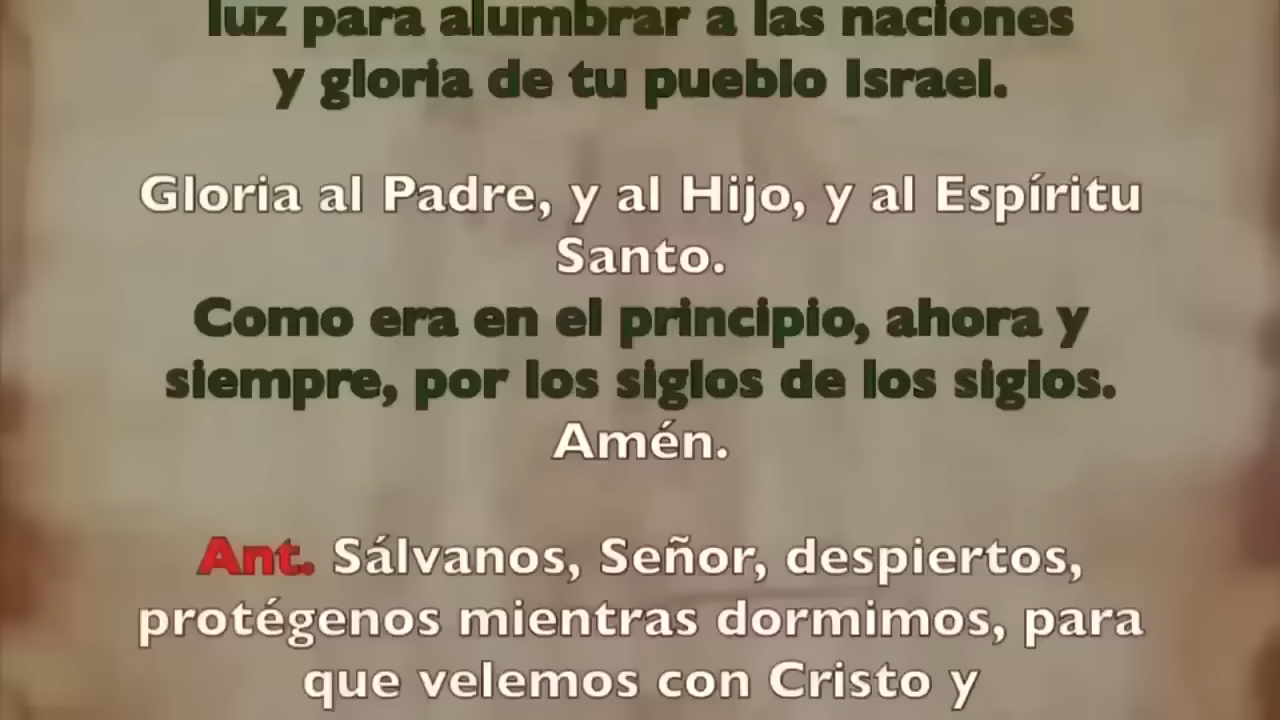 luz para alumbrar a las naciones
y gloria de tu pueblo Israel.
Gloria al Padre, y al Hijo, y al Espíritu
Santo.
Como era en el principio, ahora y
siempre, por los siglos de los siglos.
Amén.
Ant. Sálvanos, Señor, despiertos,
protégenos mientras dormimos, para
que velemos con Cristo y